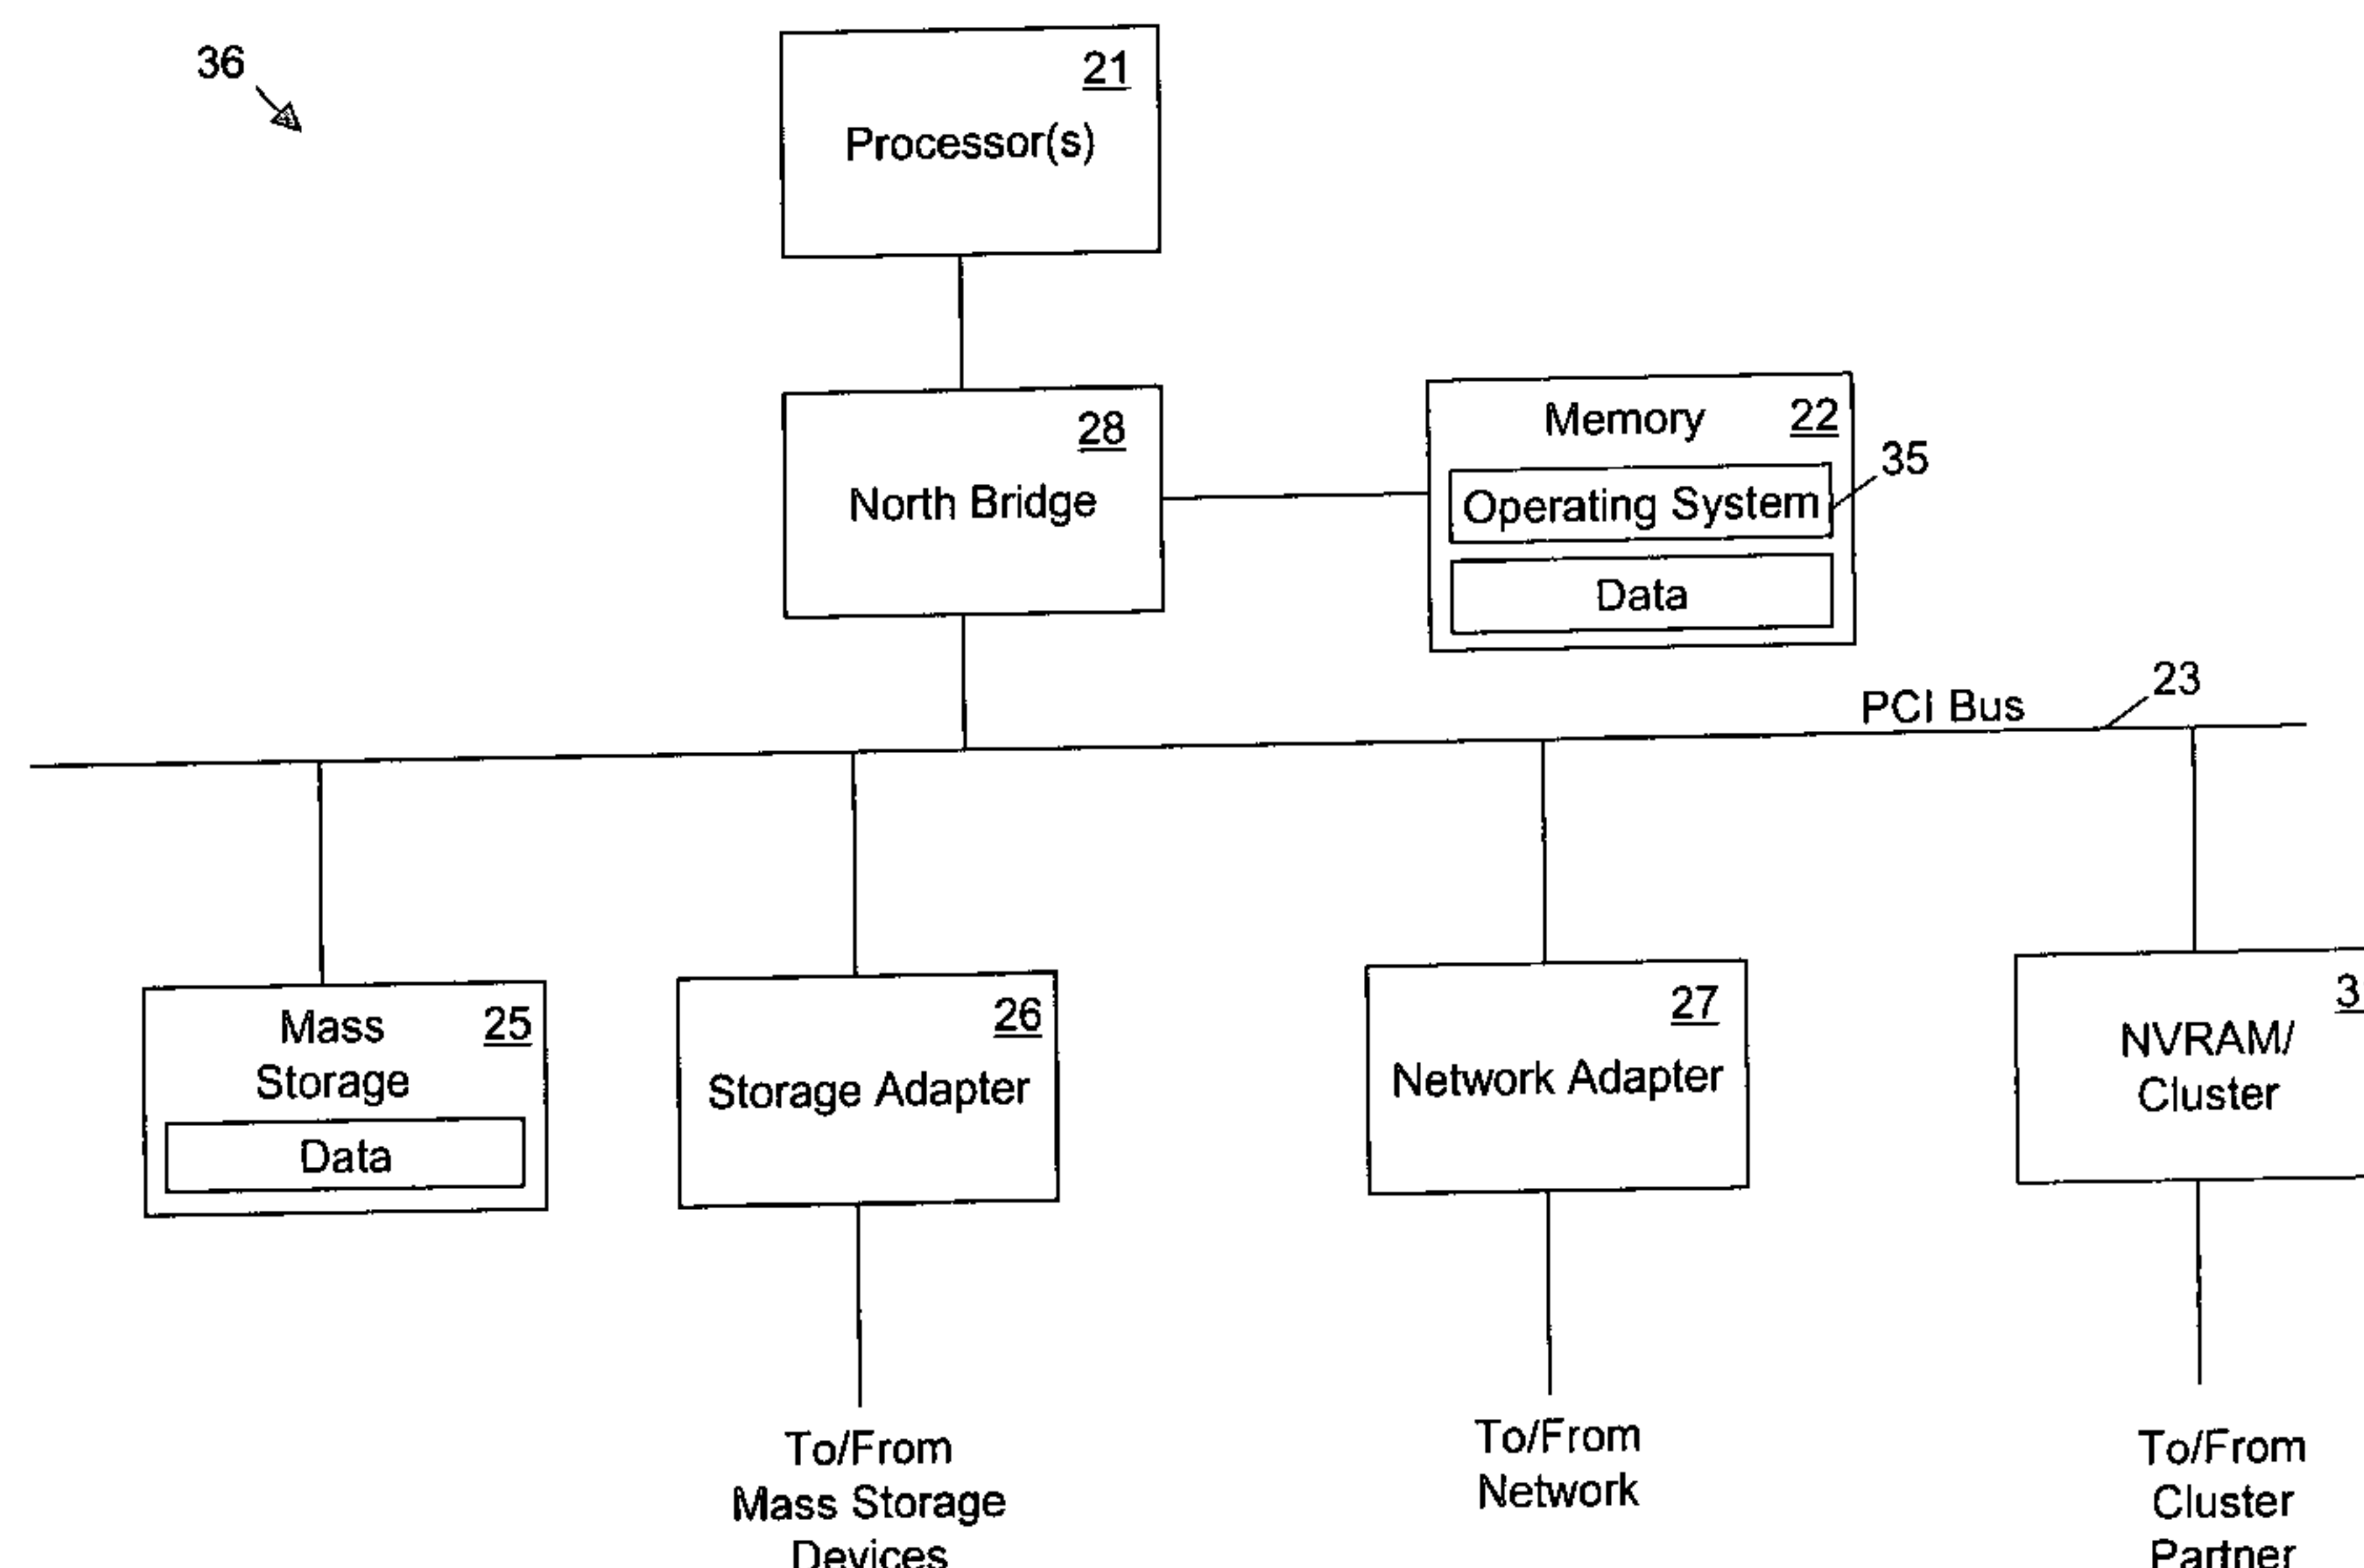 36
21
Processor(s)
28
North Bridge
Memory 22
35
Operating System
Data
PCI Bus 23
Mass 25
Storage
Data
26
Storage Adapter
27
Network Adapter
3
NVRAM/
Cluster
To/From
Mass Storage
Devices
To/From
Network
To/From
Cluster
Partner